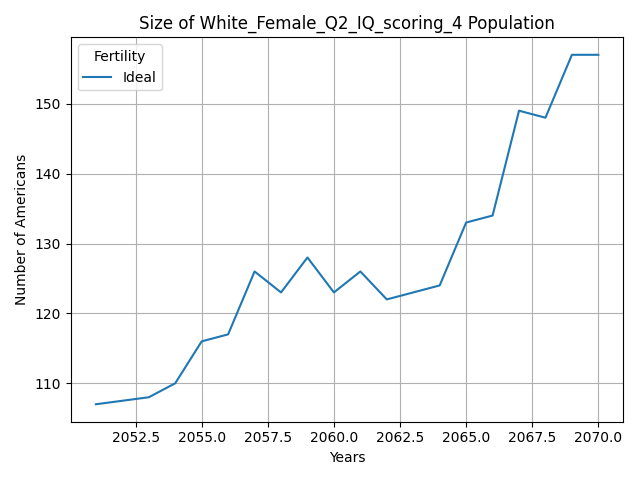 Size of White_Female_Q2_IQ_scoring_4 Population
Fertility
Ideal
Number of Americans
150
140
130
120
110
2052.5 2055.0 2057.5 2060.0 2062.5 2065.0 2067.5 2070.0
Years